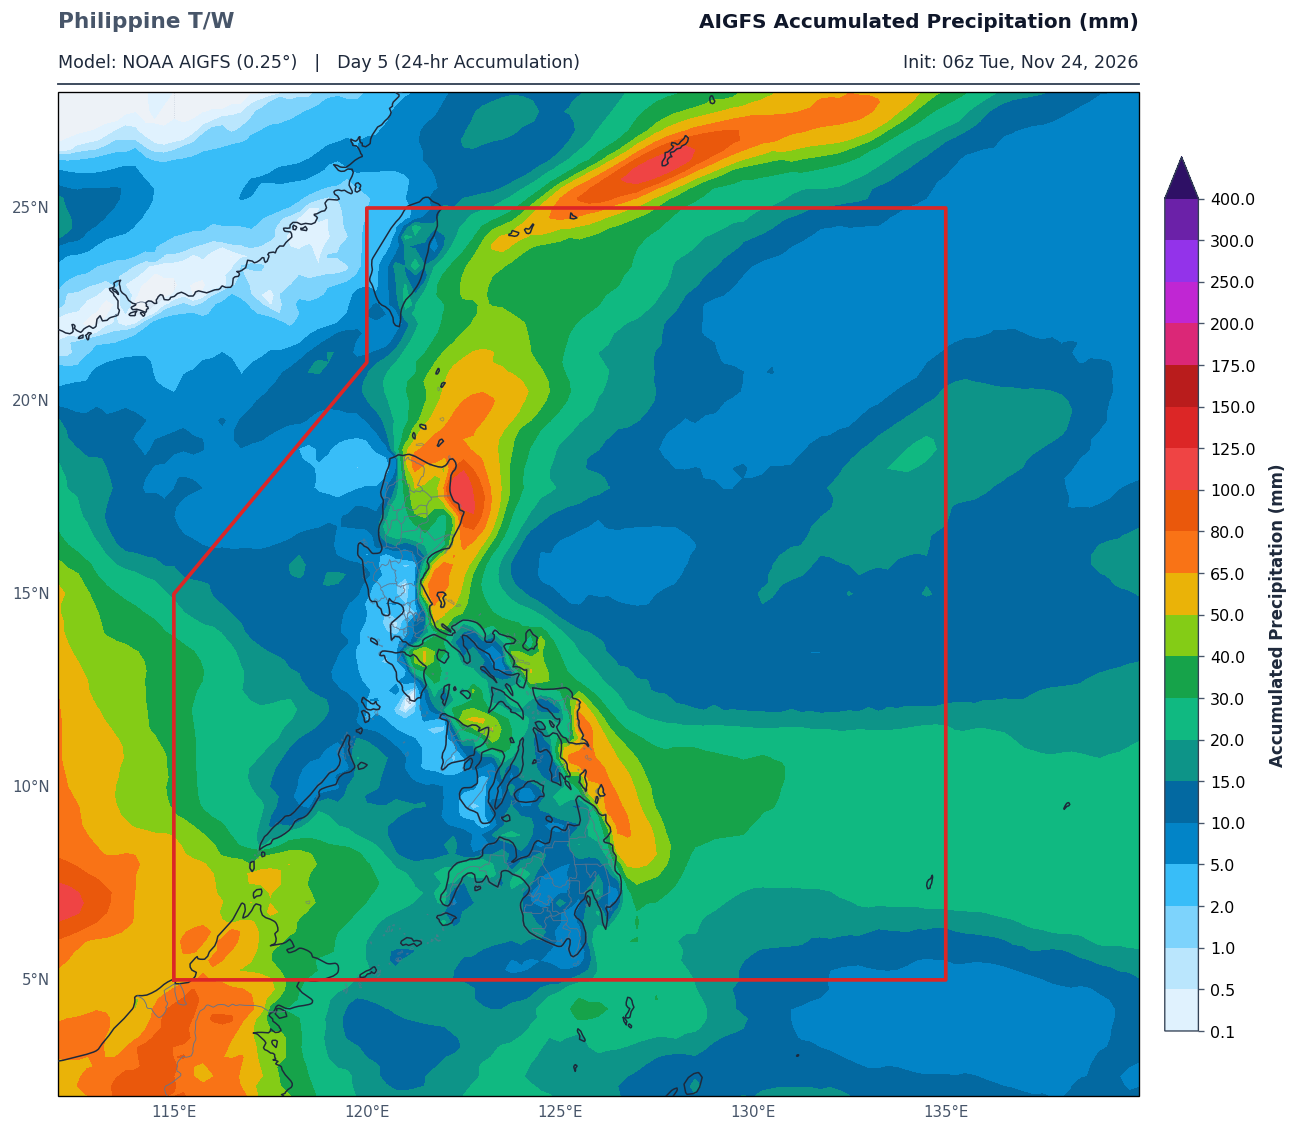 Philippine T/W
AIGFS Accumulated Precipitation (mm)
Model: NOAA AIGFS (0.25°)   |   Day 5 (24-hr Accumulation)
Init: 06z Tue, Nov 24, 2026
25°N
20°N
15°N
10°N
5°N
115°E
120°E
125°E
130°E
135°E
400.0
300.0
250.0
200.0
175.0
150.0
125.0
100.0
80.0
65.0
50.0
40.0
30.0
20.0
15.0
10.0
5.0
2.0
1.0
0.5
0.1
Accumulated Precipitation (mm)